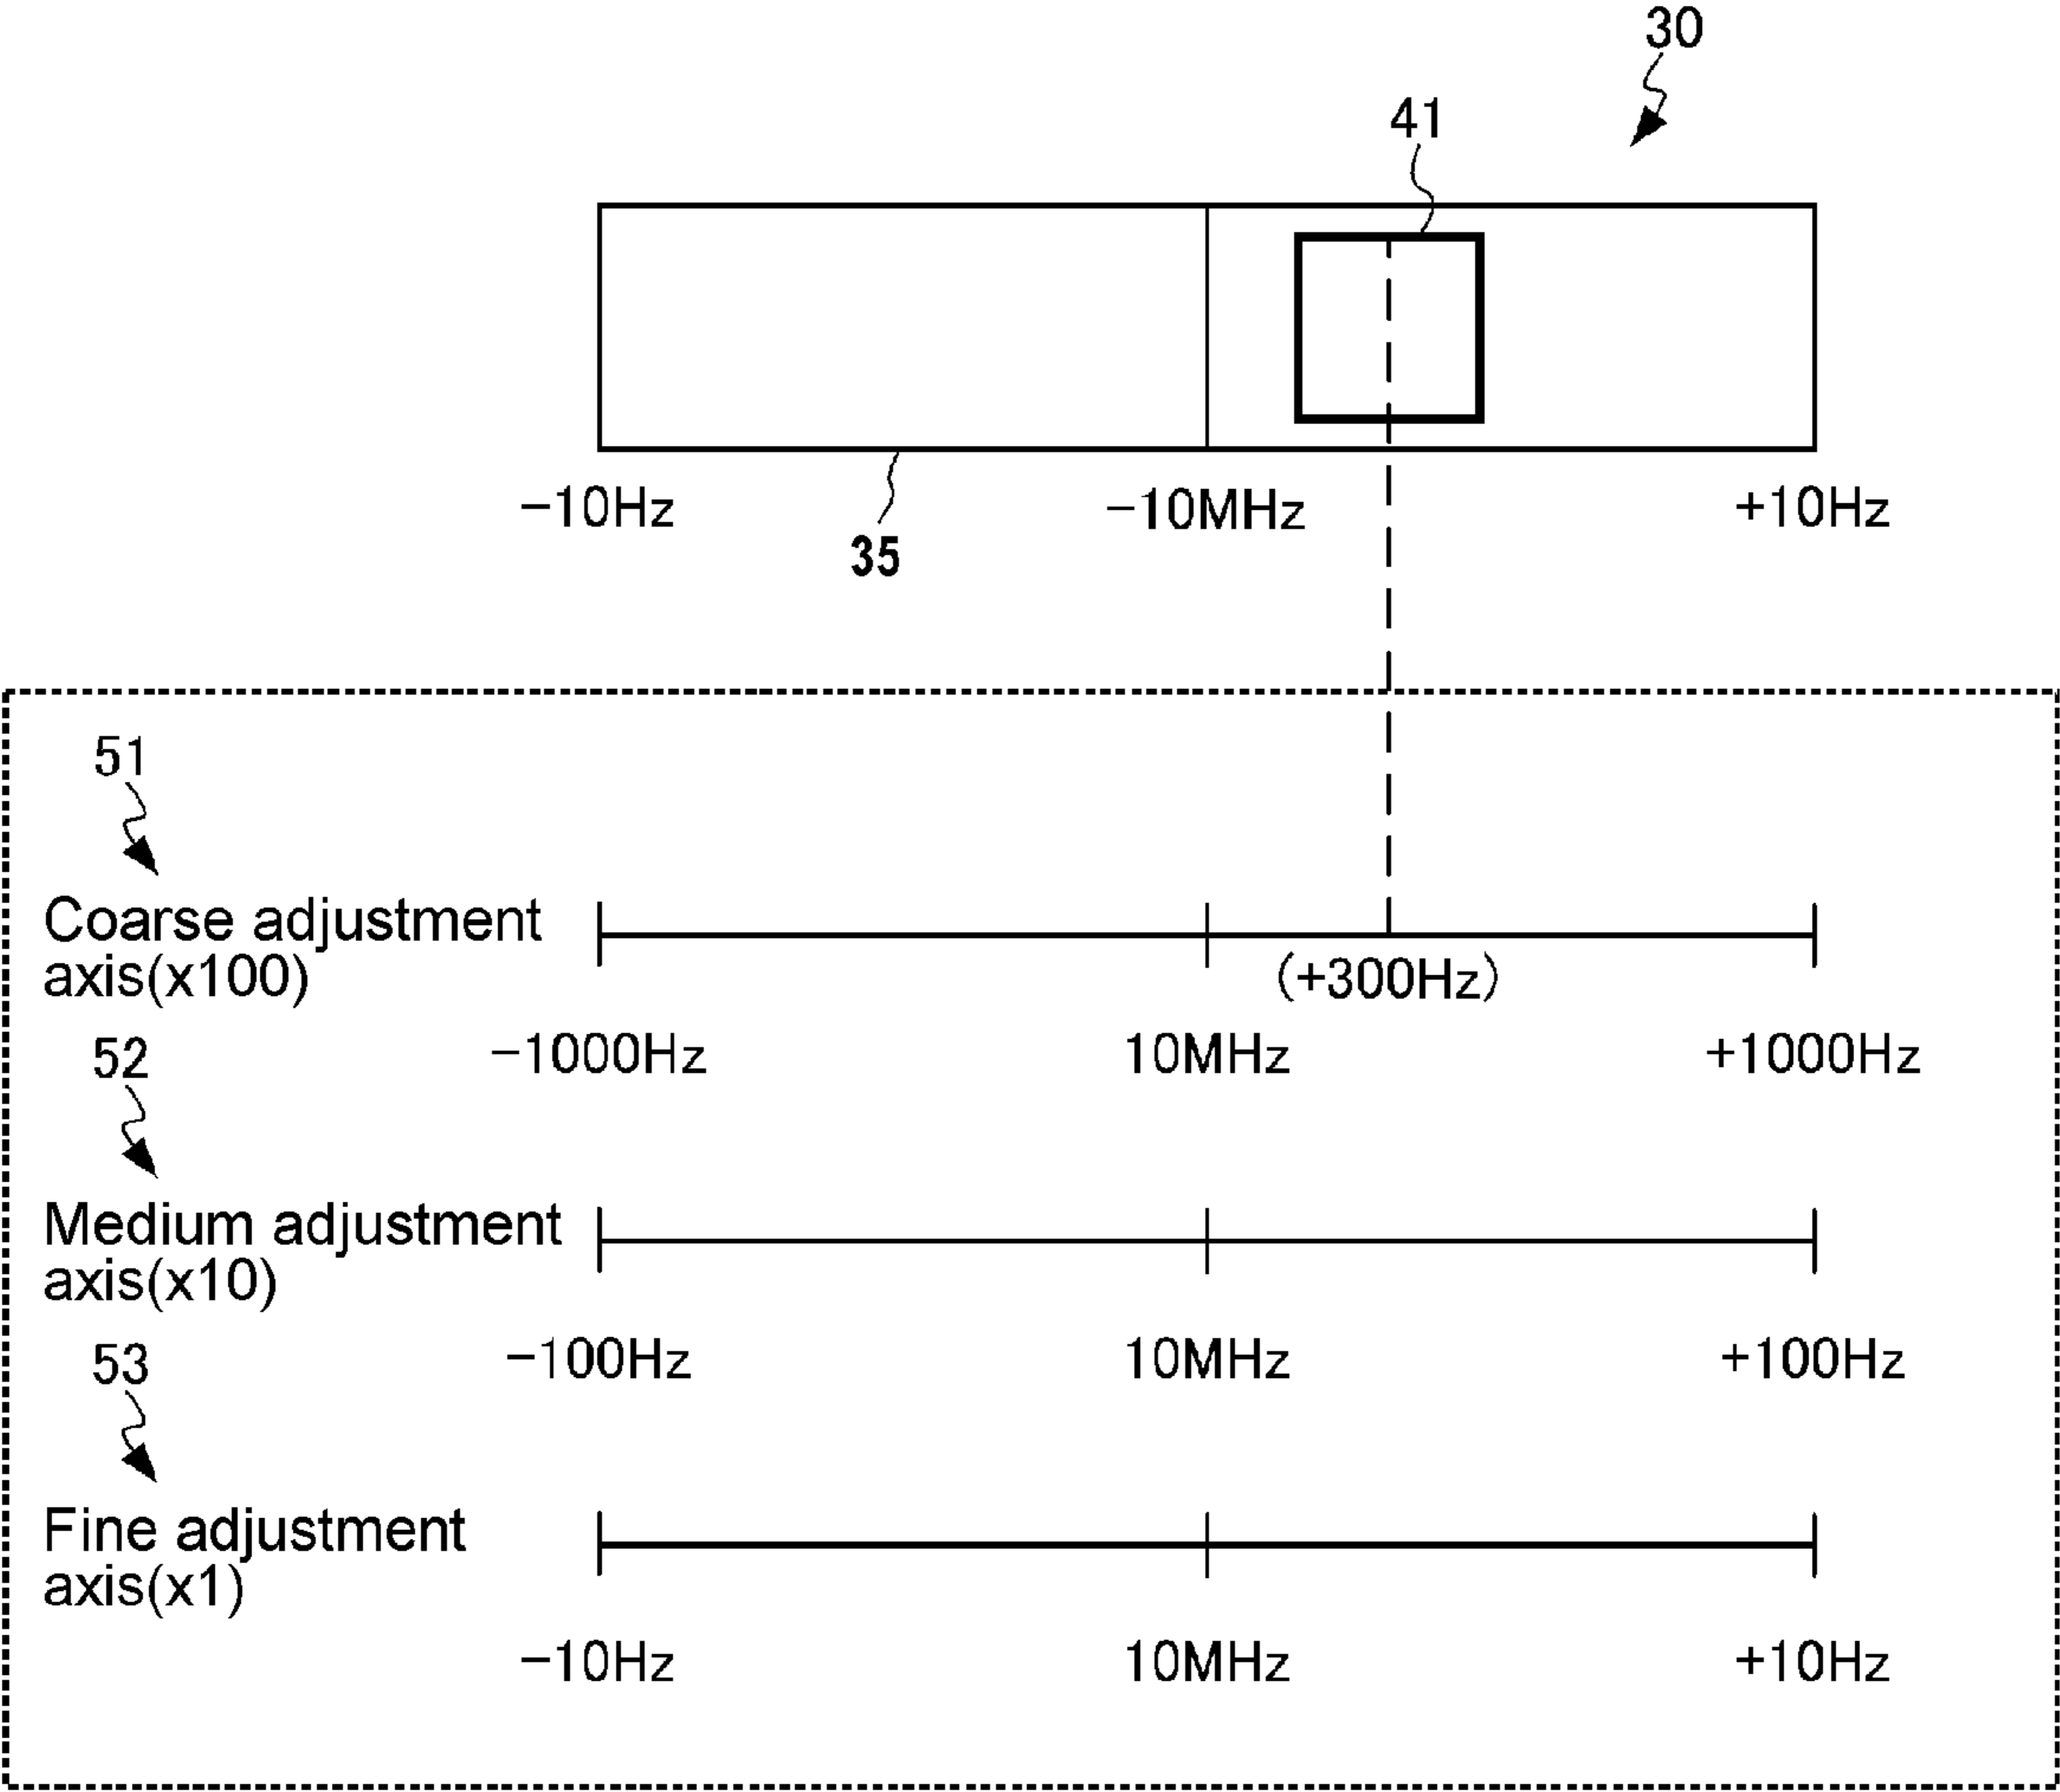 30
41
−10Hz −10MHz +10Hz
35
51
Coarse adjustment
axis(x100)
(+300Hz)
−1000Hz 10MHz +1000Hz
52
Medium adjustment
axis(x10)
−100Hz 10MHz +100Hz
53
Fine adjustment
axis(x1)
−10Hz 10MHz +10Hz